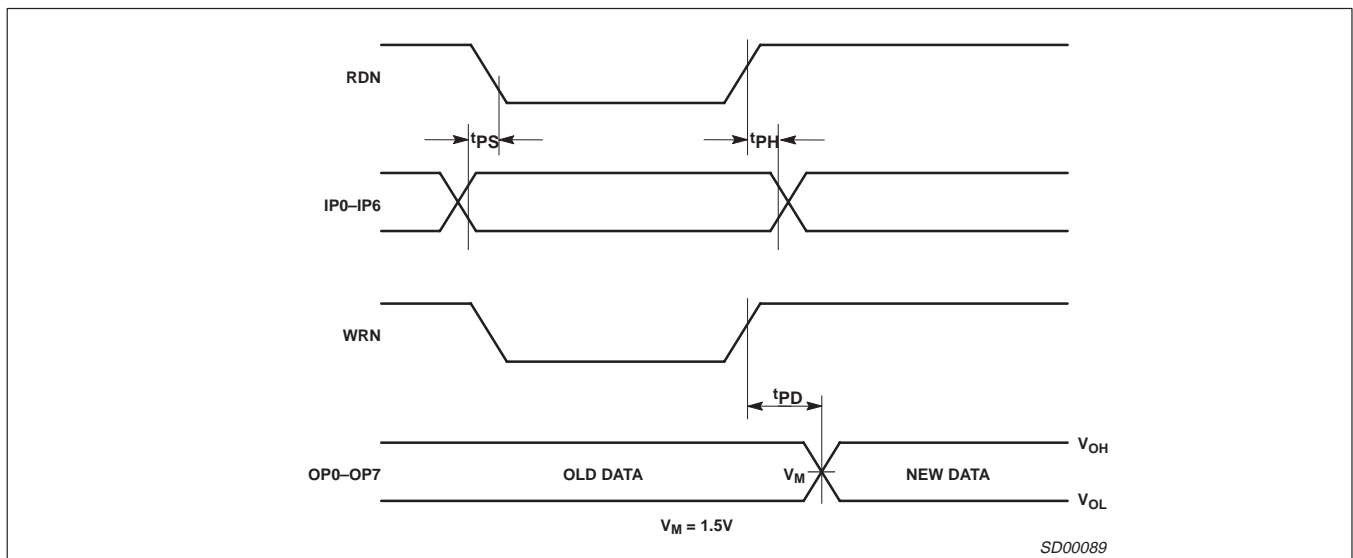 RDN
tPS
tPH
IP0–IP6
WRN
tPD
VOH
OP0–OP7 OLD DATA VM NEW DATA
VOL
VM = 1.5V
SD00089